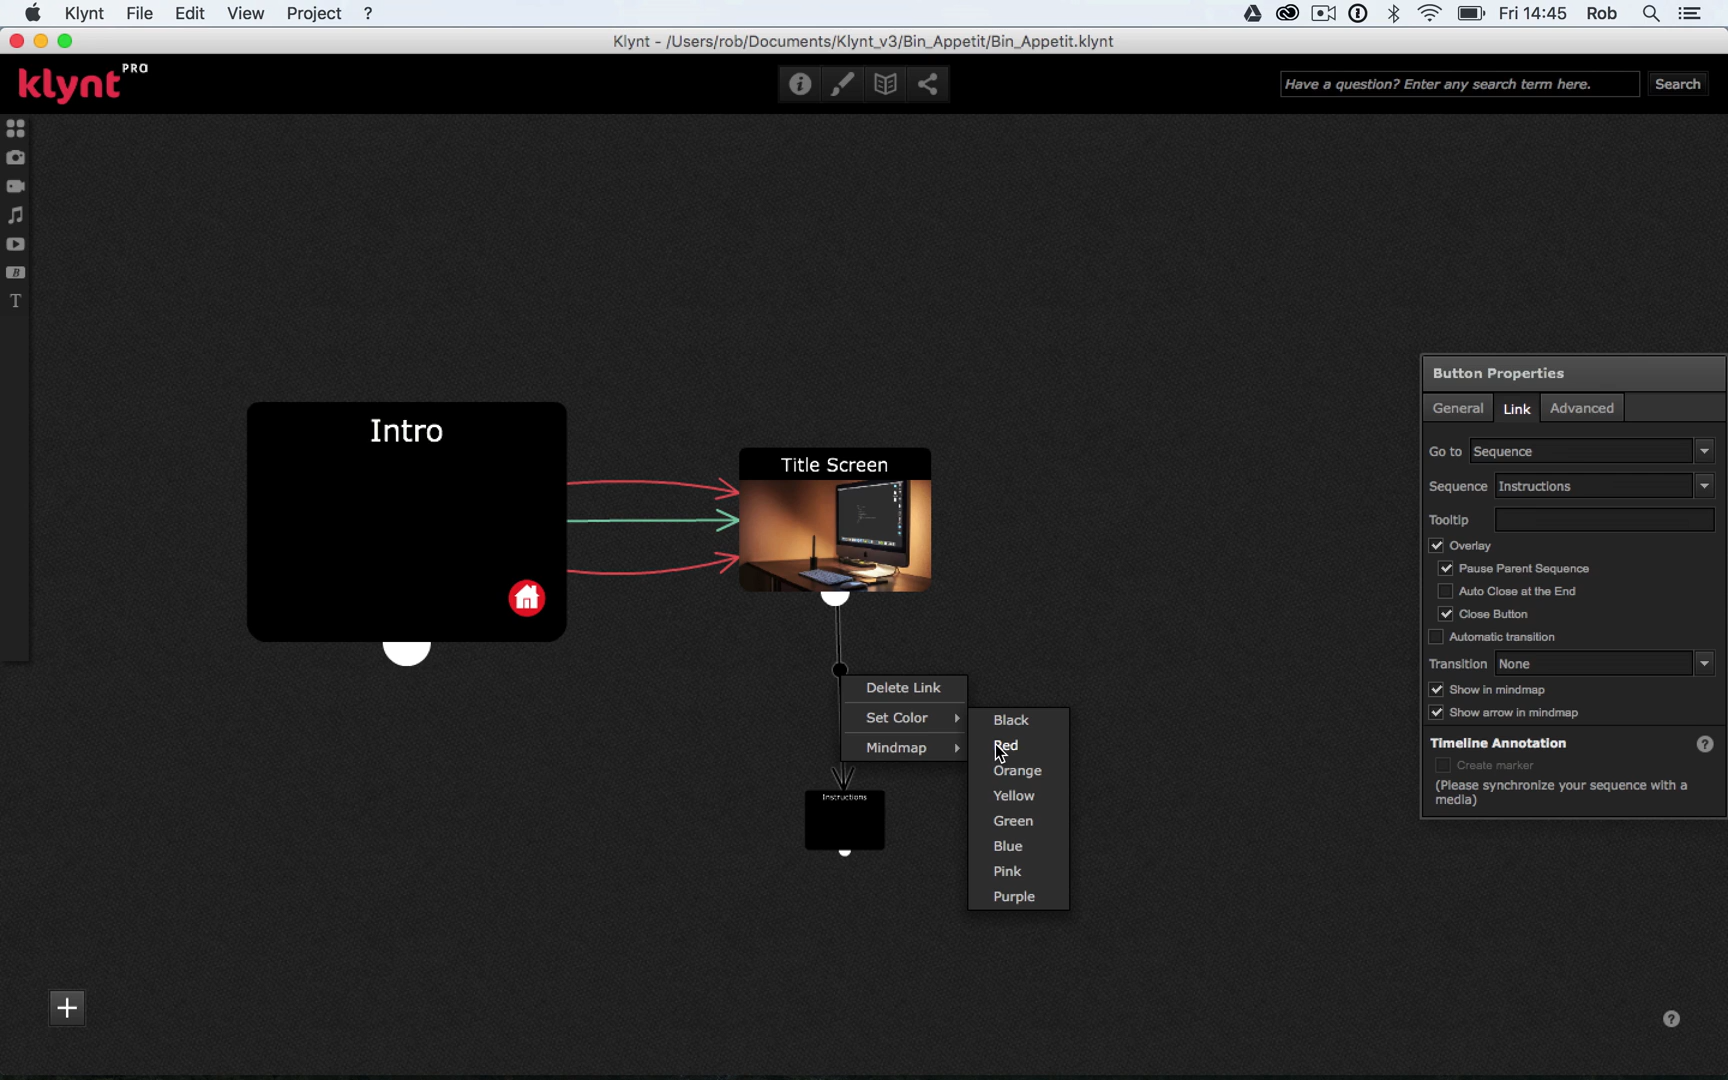 Klynt File Edit View Project ? Fri 14:45 Rob
Klynt - /Users/rob/Documents/Klynt_v3/Bin_Appetit/Bin_Appetit.klynt
klynt PRO
Have a question? Enter any search term here. Search
B
T
Intro
Title Screen
Instructions
Delete Link
Set Color
Mindmap
Black
Red
Orange
Yellow
Green
Blue
Pink
Purple
Button Properties
General Link Advanced
Go to Sequence
Sequence Instructions
Tooltip
Overlay
Pause Parent Sequence
Auto Close at the End
Close Button
Automatic transition
Transition None
Show in mindmap
Show arrow in mindmap
Timeline Annotation ?
Create marker
(Please synchronize your sequence with a
media)
+
?